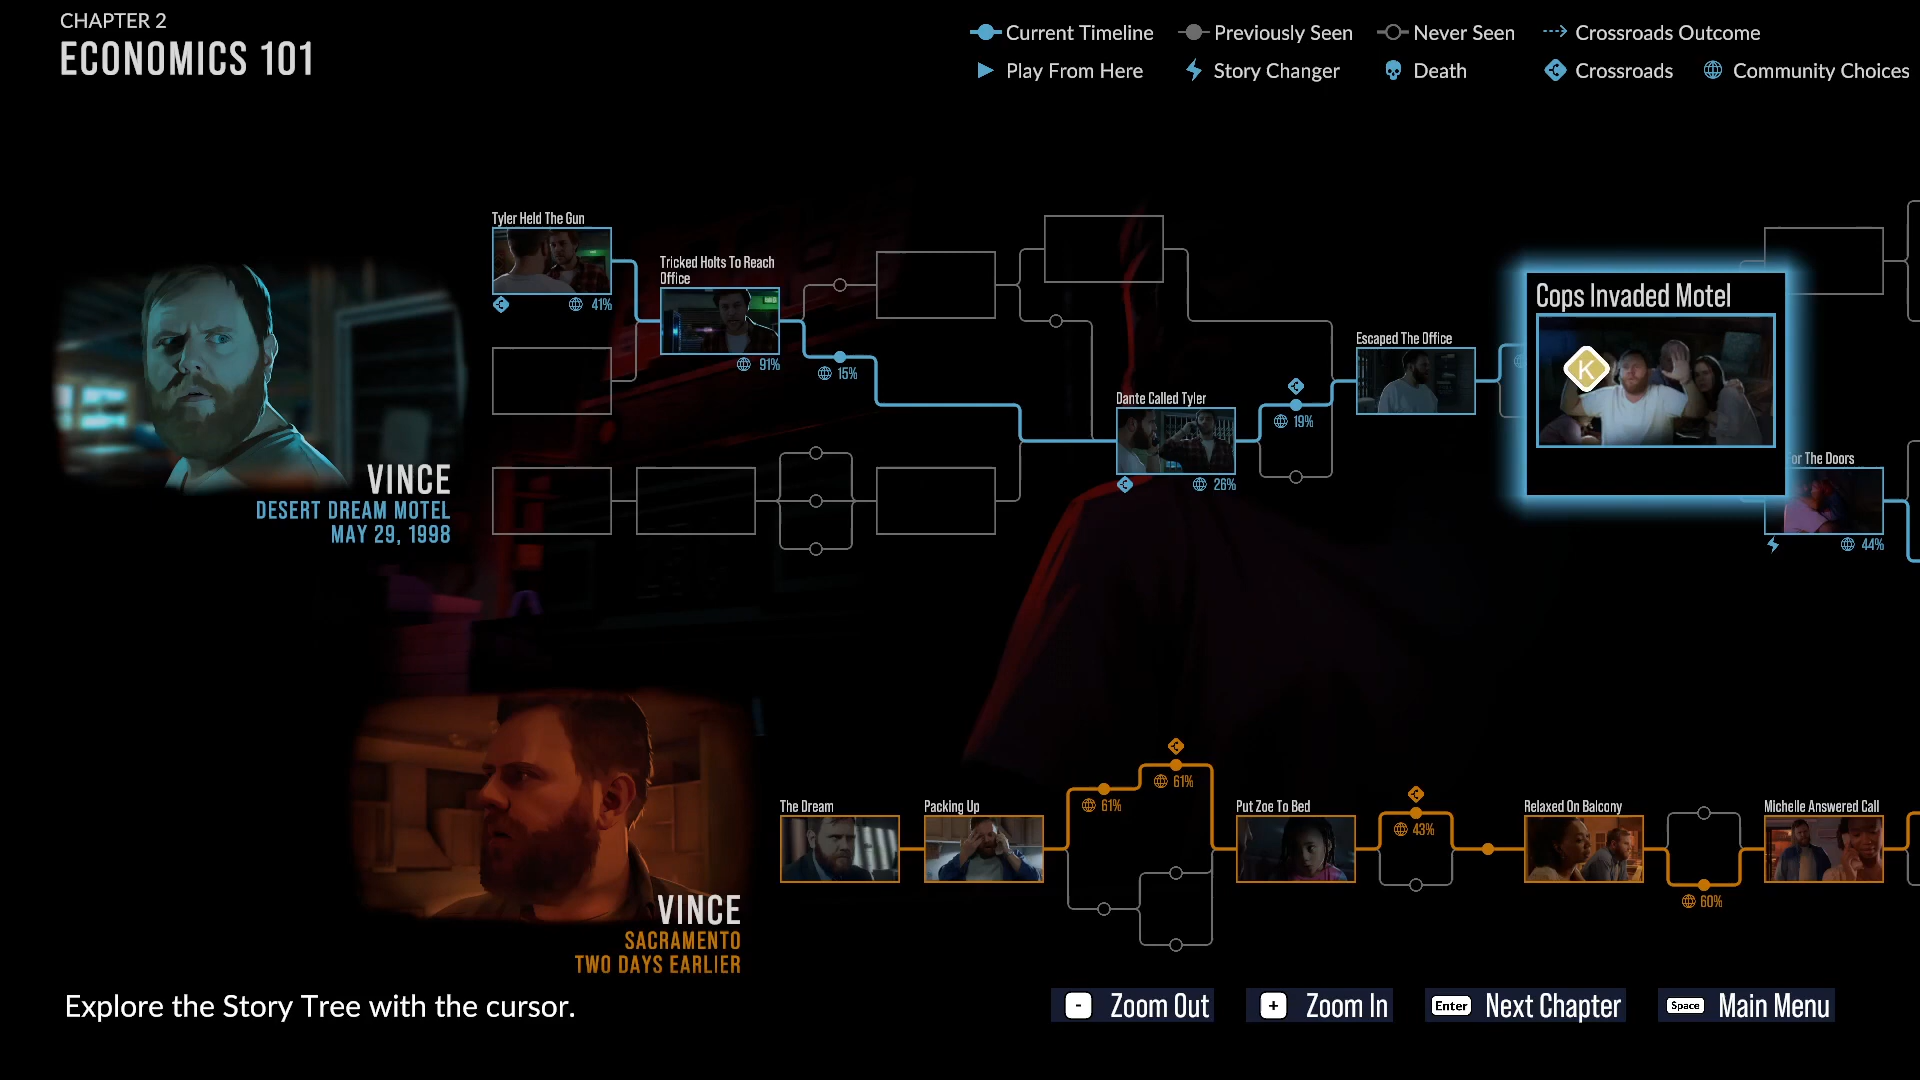 CHAPTER 2
ECONOMICS 101
Current Timeline
Previously Seen
Never Seen
Crossroads Outcome
Play From Here
Story Changer
Death
Crossroads
Community Choices
Tyler Held The Gun
41%
Tricked Holts To Reach
Office
91%
15%
Dante Called Tyler
26%
19%
Escaped The Office
Cops Invaded Motel
K
or The Doors
44%
VINCE
DESERT DREAM MOTEL
MAY 29, 1998
The Dream
Packing Up
61%
61%
Put Zoe To Bed
43%
Relaxed On Balcony
60%
Michelle Answered Call
VINCE
SACRAMENTO
TWO DAYS EARLIER
Explore the Story Tree with the cursor.
- Zoom Out
+ Zoom In
Enter Next Chapter
Space Main Menu